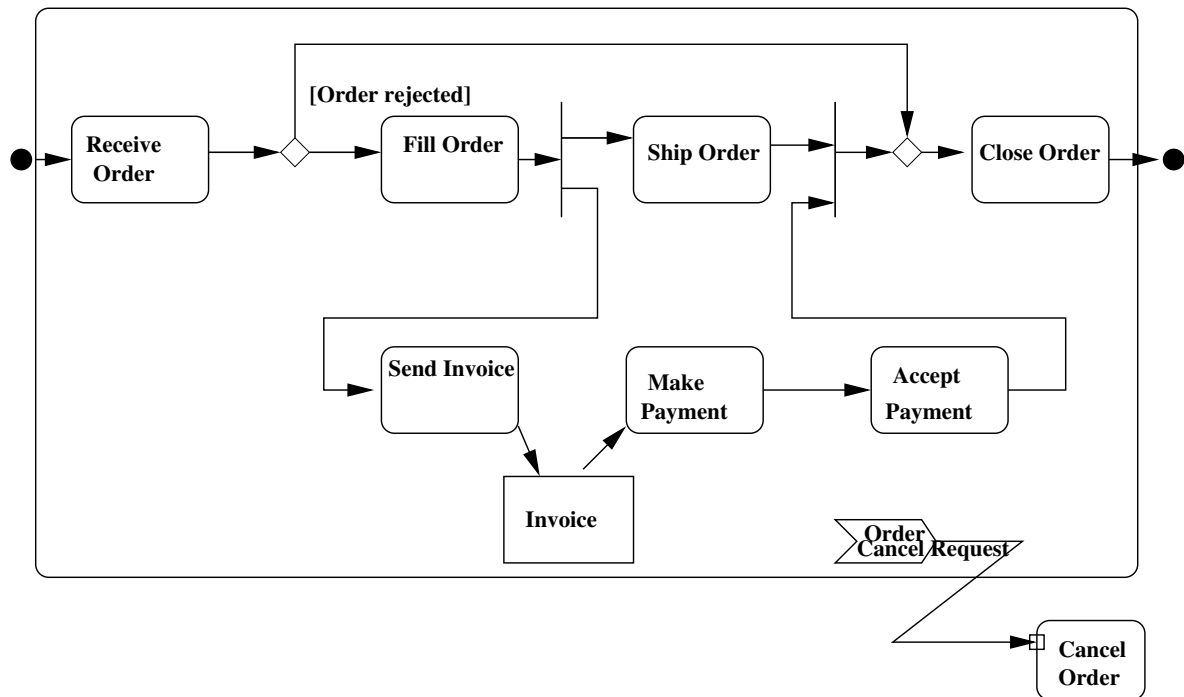 [Order rejected]
Receive
Order
Fill Order
Ship Order
Close Order
Send Invoice
Make
Payment
Accept
Payment
Invoice
Order
Cancel Request
Cancel
Order